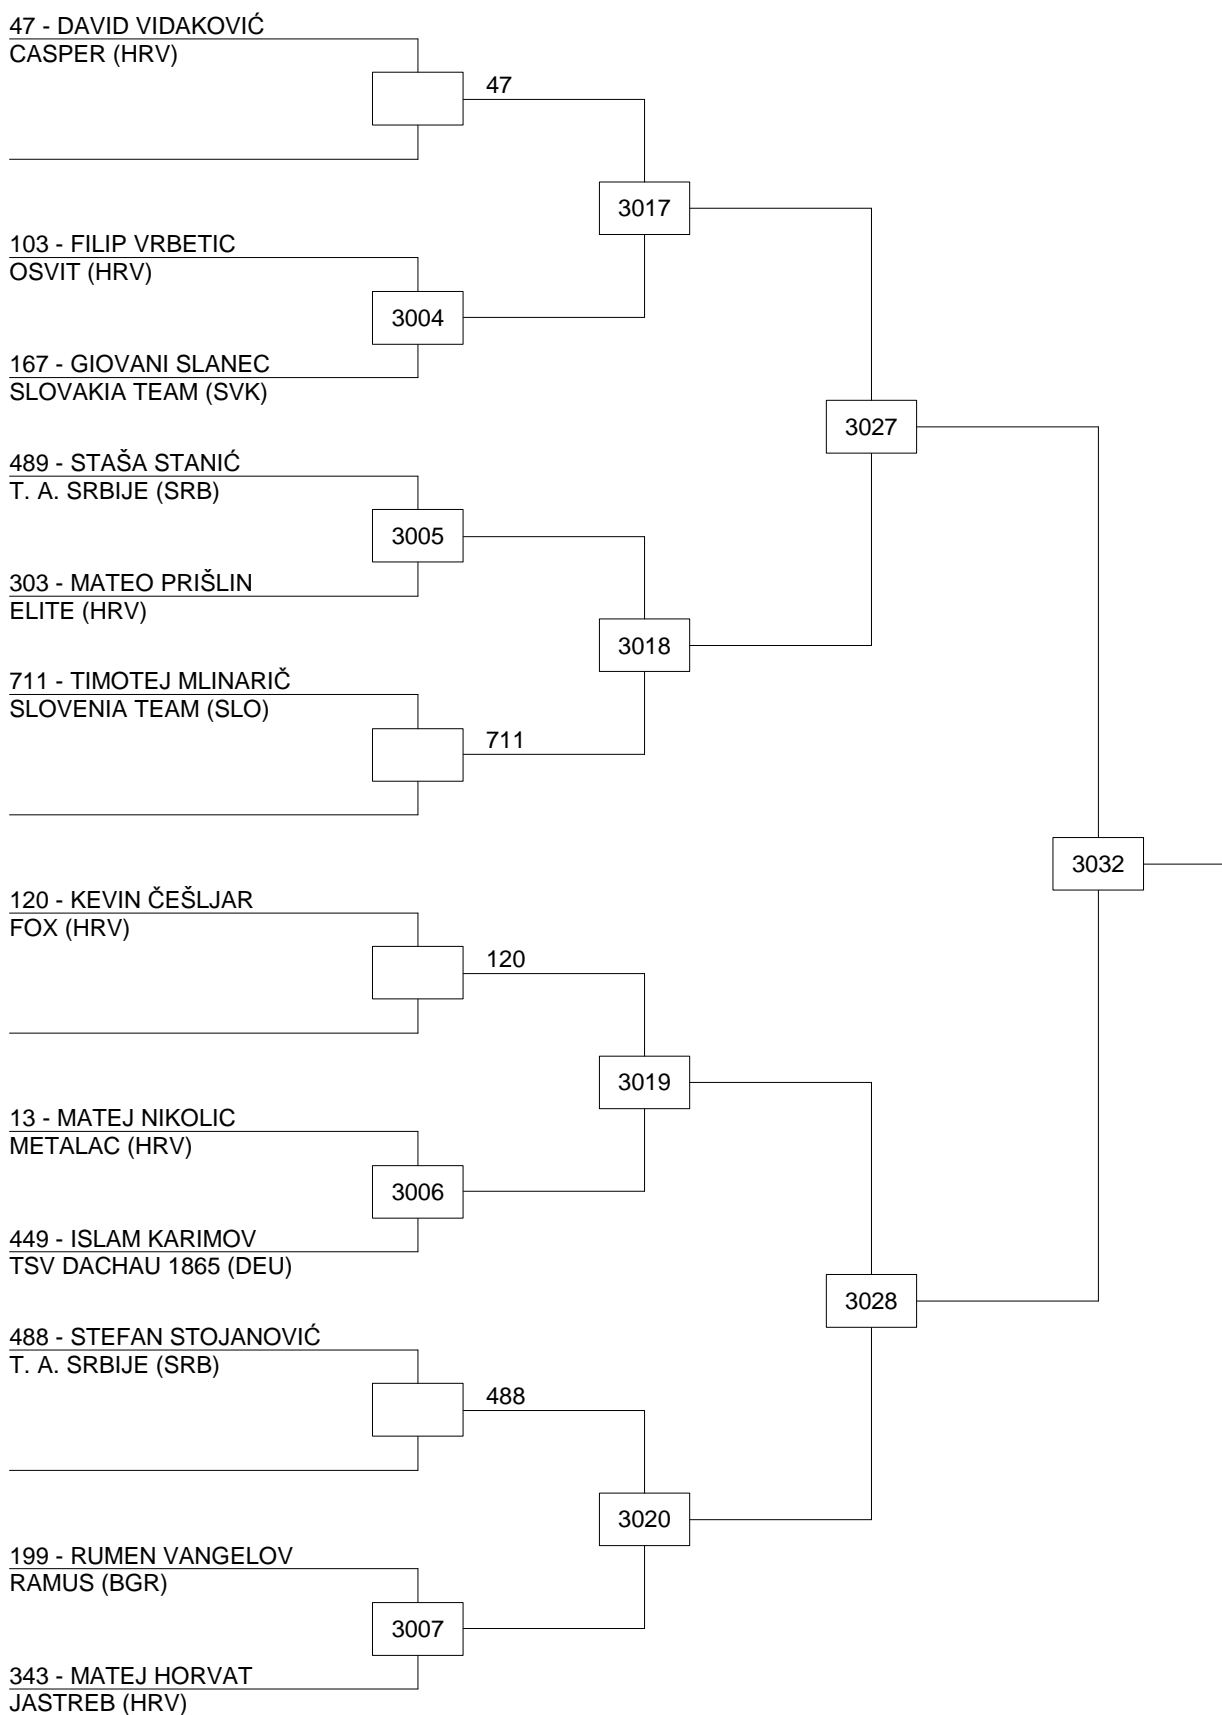 47 - DAVID VIDAKOVIĆ
CASPER (HRV)
47
3017
103 - FILIP VRBETIC
OSVIT (HRV)
3004
167 - GIOVANI SLANEC
SLOVAKIA TEAM (SVK)
3027
489 - STAŠA STANIĆ
T. A. SRBIJE (SRB)
3005
303 - MATEO PRIŠLIN
ELITE (HRV)
3018
711 - TIMOTEJ MLINARIČ
SLOVENIA TEAM (SLO)
711
3032
120 - KEVIN ČEŠLJAR
FOX (HRV)
120
3019
13 - MATEJ NIKOLIC
METALAC (HRV)
3006
449 - ISLAM KARIMOV
TSV DACHAU 1865 (DEU)
3028
488 - STEFAN STOJANOVIĆ
T. A. SRBIJE (SRB)
488
3020
199 - RUMEN VANGELOV
RAMUS (BGR)
3007
343 - MATEJ HORVAT
JASTREB (HRV)